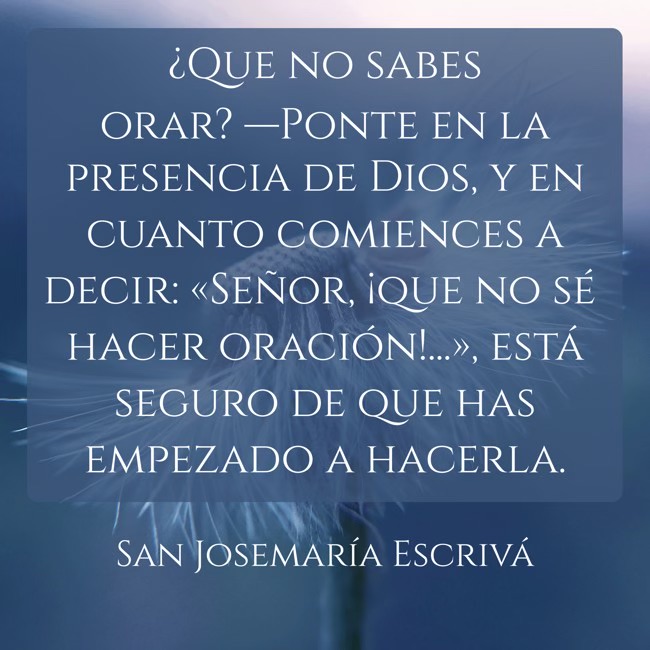 ¿Que no sabes
orar? —Ponte en la
presencia de Dios, y en
cuanto comiences a
decir: «Señor, ¡que no sé
hacer oración!...», está
seguro de que has
empezado a hacerla.
San Josemaría Escrivá